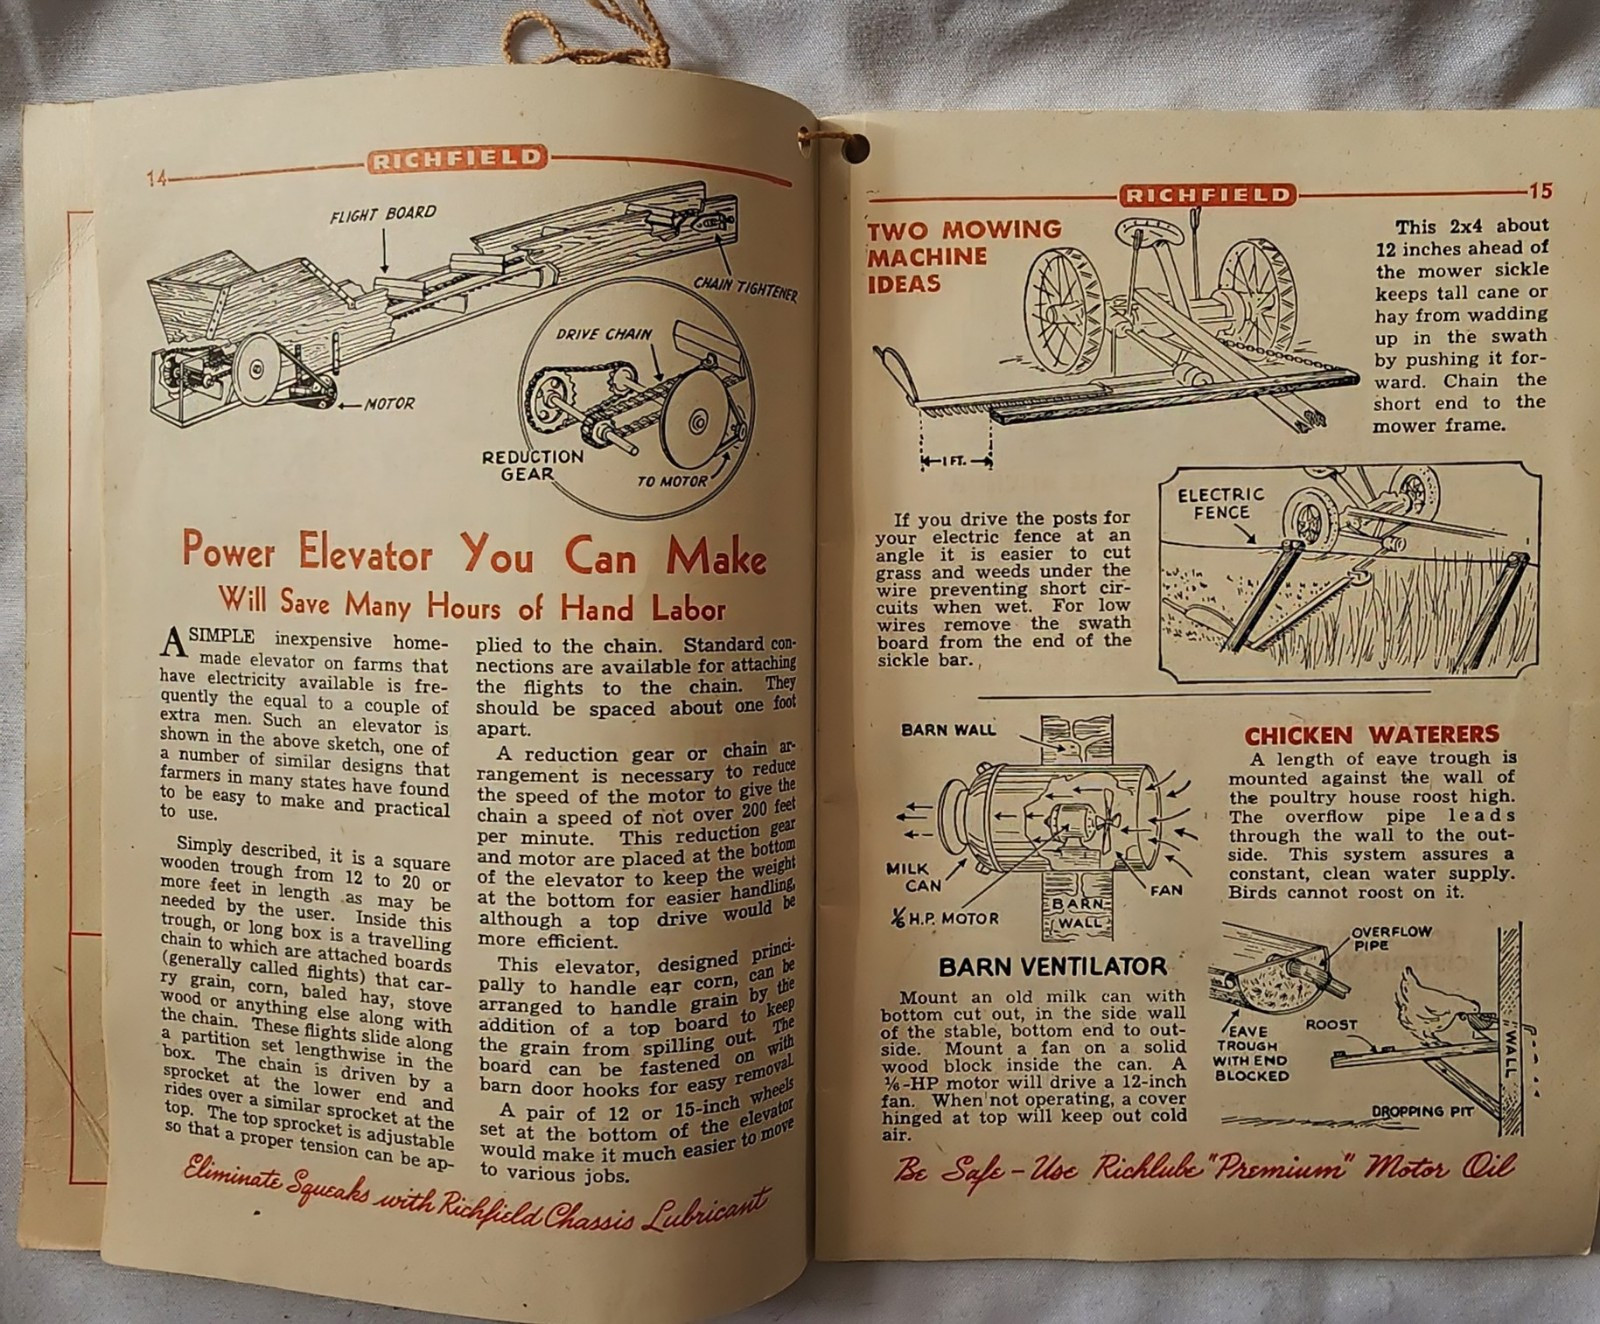 14
RICHFIELD
FLIGHT BOARD
CHAIN TIGHTENER
DRIVE CHAIN
MOTOR
REDUCTION
GEAR
TO MOTOR
Power Elevator You Can Make
Will Save Many Hours of Hand Labor
A SIMPLE inexpensive home-
made elevator on farms that
have electricity available is fre-
quently the equal to a couple of
extra men. Such an elevator is
shown in the above sketch, one of
a number of similar designs that
farmers in many states have found
to be easy to make and practical
to use.
Simply described, it is a square
wooden trough from 12 to 20 or
more feet in length as may be
needed by the user. Inside this
trough, or long box is a travelling
chain to which are attached boards
(generally called flights) that car-
ry grain, corn, baled hay, stove
wood or anything else along with
the chain. These flights slide along
a partition set lengthwise in the
box. The chain is driven by a
sprocket at the lower end and
rides over a similar sprocket at the
top. The top sprocket is adjustable
so that a proper tension can be ap-
plied to the chain. Standard con-
nections are available for attaching
the flights to the chain. They
should be spaced about one foot
apart.
A reduction gear or chain ar-
rangement is necessary to reduce
the speed of the motor to give the
chain a speed of not over 200 feet
per minute. This reduction gear
and motor are placed at the bottom
of the elevator to keep the weight
at the bottom for easier handling,
although a top drive would be
more efficient.
This elevator, designed princi-
pally to handle ear corn, can be
arranged to handle grain by the
addition of a top board to keep
the grain from spilling out. The
board can be fastened on with
barn door hooks for easy removal.
A pair of 12 or 15-inch wheels
set at the bottom of the elevator
would make it much easier to move
to various jobs.
Eliminate Squeaks with Richfield Chassis Lubricant
RICHFIELD
15
TWO MOWING
MACHINE
IDEAS
This 2x4 about
12 inches ahead of
the mower sickle
keeps tall cane or
hay from wadding
up in the swath
by pushing it for-
ward. Chain the
short end to the
mower frame.
1 FT.
If you drive the posts for
your electric fence at an
angle it is easier to cut
grass and weeds under the
wire preventing short cir-
cuits when wet. For low
wires remove the swath
board from the end of the
sickle bar.
ELECTRIC
FENCE
BARN WALL
MILK
CAN
FAN
1/6 H.P. MOTOR
BARN
WALL
BARN VENTILATOR
Mount an old milk can with
bottom cut out, in the side wall
of the stable, bottom end to out-
side. Mount a fan on a solid
wood block inside the can. A
1/6-HP motor will drive a 12-inch
fan. When not operating, a cover
hinged at top will keep out cold
air.
CHICKEN WATERERS
A length of eave trough is
mounted against the wall of
the poultry house roost high.
The overflow pipe leads
through the wall to the out-
side. This system assures a
constant, clean water supply.
Birds cannot roost on it.
OVERFLOW
PIPE
EAVE
TROUGH
WITH END
BLOCKED
ROOST
WALL
DROPPING PIT
Be Safe - Use Richlube "Premium" Motor Oil